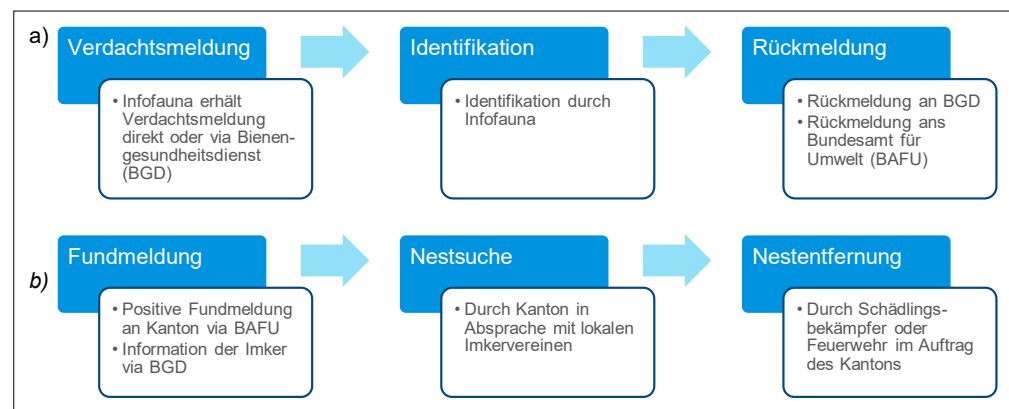 a)
Verdachtsmeldung
• Infofauna erhält
Verdachtsmeldung
direkt oder via Bienen-
gesundheitsdienst
(BGD)
Identifikation
• Identifikation durch
Infofauna
Rückmeldung
• Rückmeldung an BGD
• Rückmeldung ans
Bundesamt für
Umwelt (BAFU)
b)
Fundmeldung
• Positive Fundmeldung
an Kanton via BAFU
• Information der Imker
via BGD
Nestsuche
• Durch Kanton in
Absprache mit lokalen
Imkervereinen
Nestentfernung
• Durch Schädlings-
bekämpfer oder
Feuerwehr im Auftrag
des Kantons